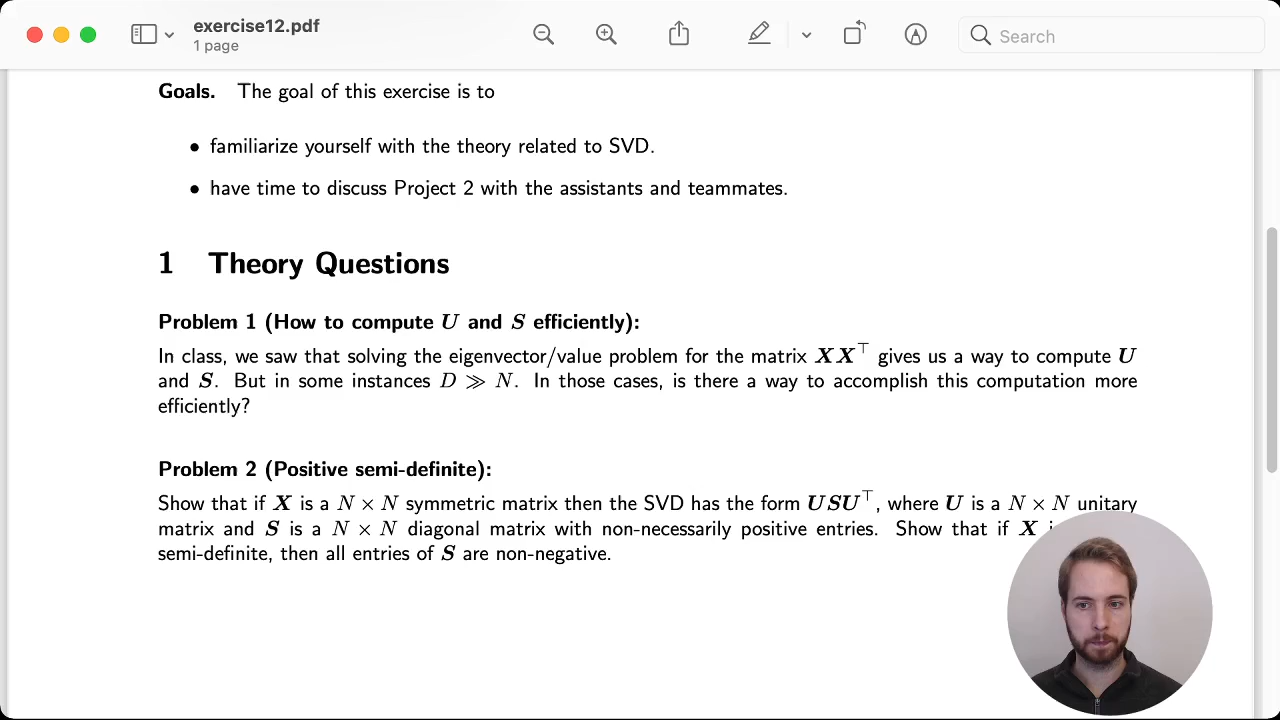 exercise12.pdf
1 page
Search
Goals. The goal of this exercise is to
• familiarize yourself with the theory related to SVD.
• have time to discuss Project 2 with the assistants and teammates.
1 Theory Questions
Problem 1 (How to compute U and S efficiently):
In class, we saw that solving the eigenvector/value problem for the matrix XX⊤ gives us a way to compute U
and S. But in some instances D ≫ N. In those cases, is there a way to accomplish this computation more
efficiently?
Problem 2 (Positive semi-definite):
Show that if X is a N × N symmetric matrix then the SVD has the form USU⊤, where U is a N × N unitary
matrix and S is a N × N diagonal matrix with non-necessarily positive entries. Show that if X
semi-definite, then all entries of S are non-negative.